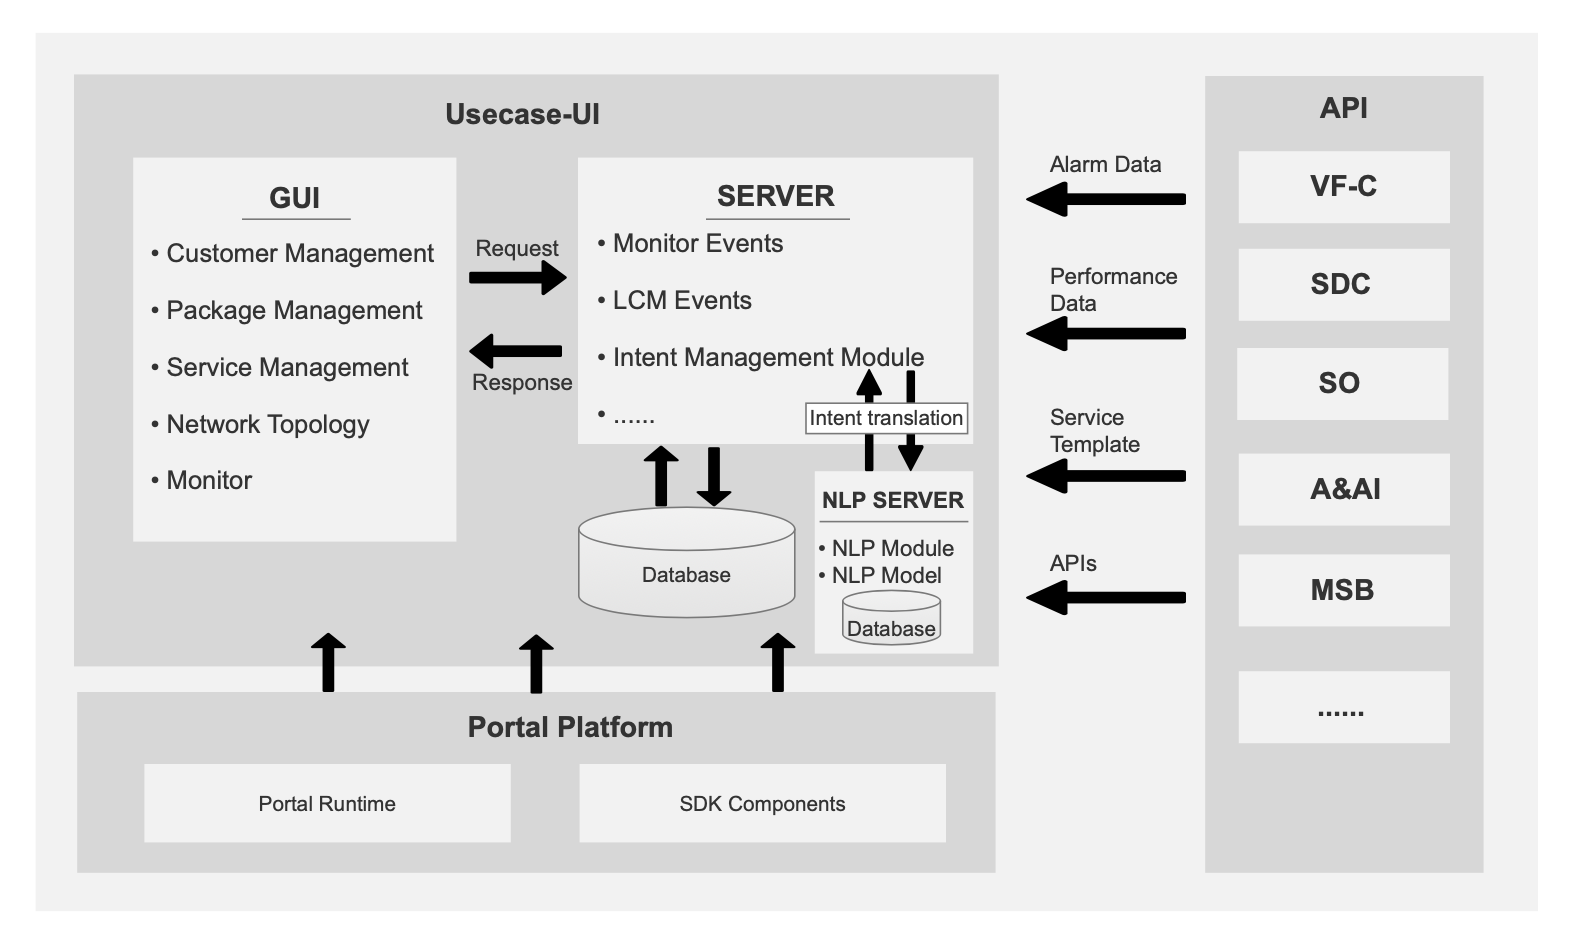 Usecase-UI
GUI
• Customer Management
• Package Management
• Service Management
• Network Topology
• Monitor
Request
Response
SERVER
• Monitor Events
• LCM Events
• Intent Management Module
• ......
Intent translation
Database
NLP SERVER
• NLP Module
• NLP Model
Database
Portal Platform
Portal Runtime
SDK Components
Alarm Data
Performance
Data
Service
Template
APIs
API
VF-C
SDC
SO
A&AI
MSB
......